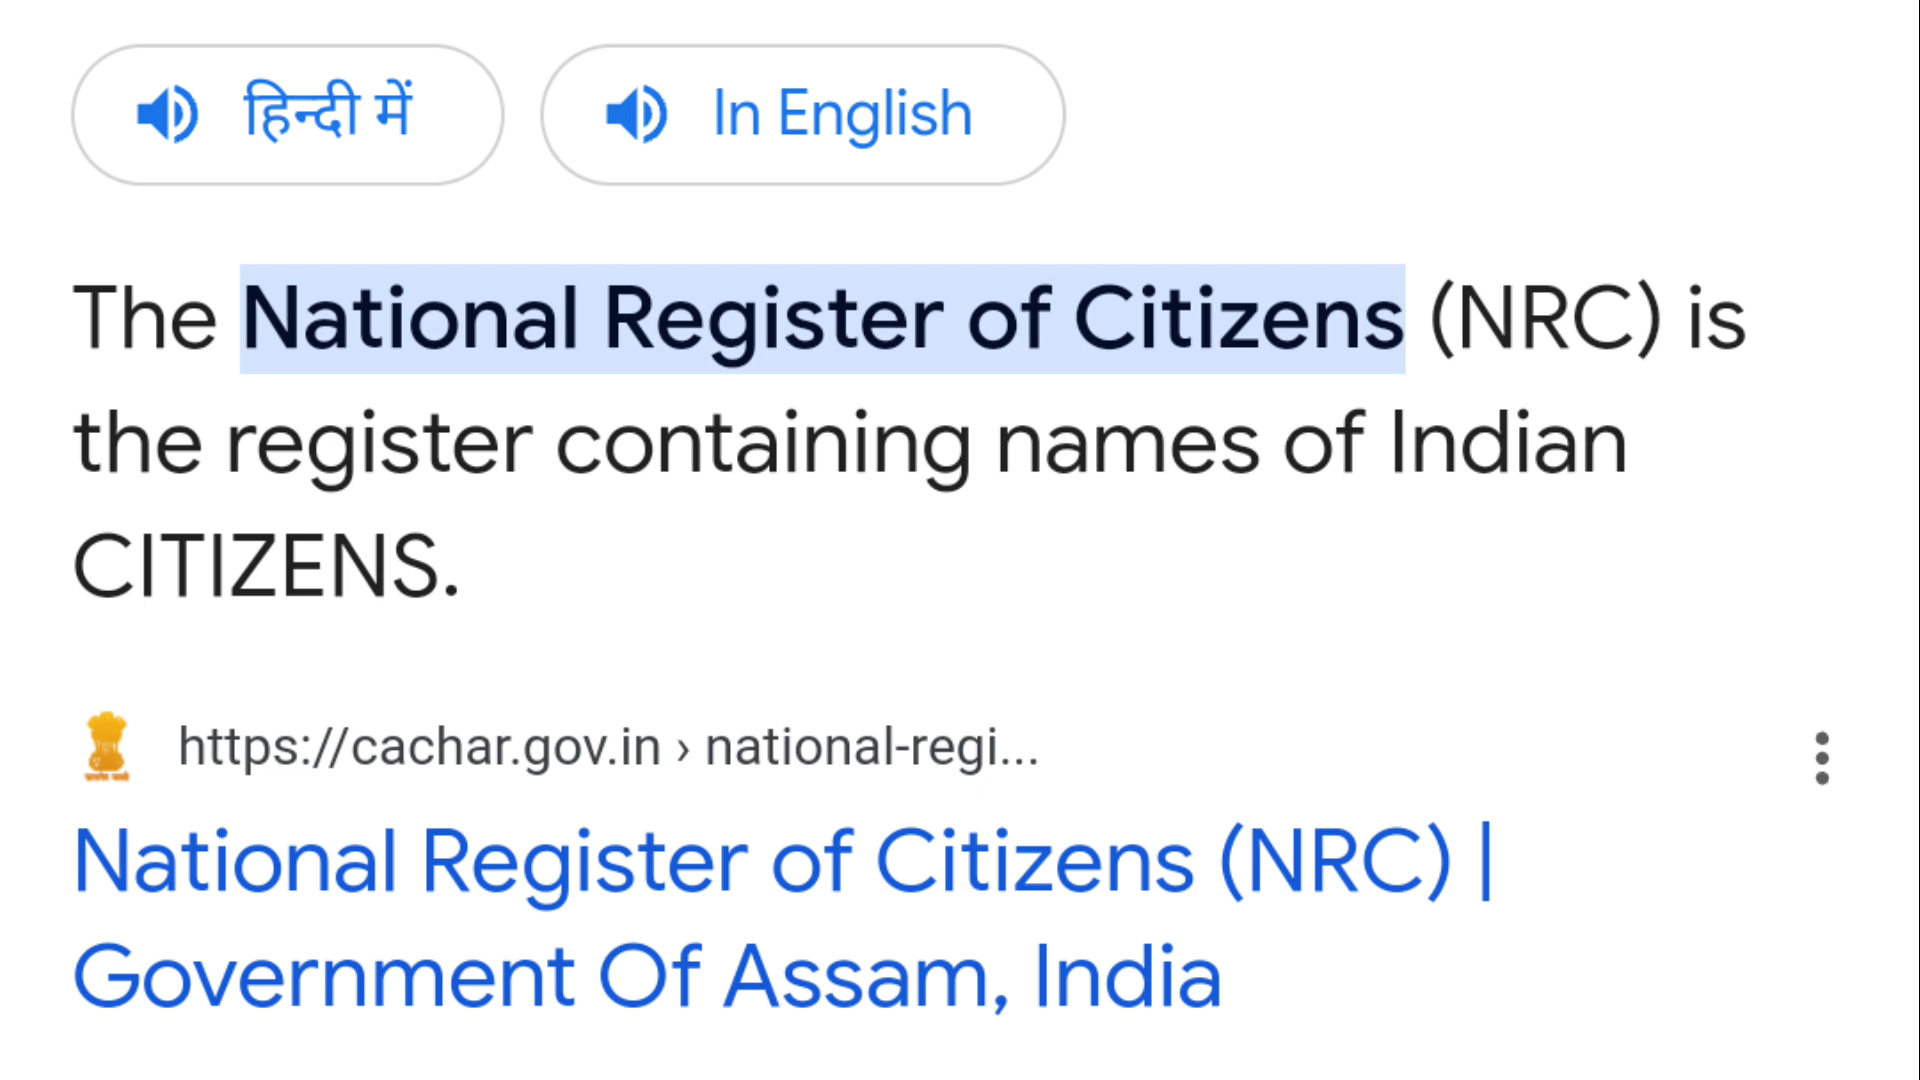 हिन्दी में
In English
The National Register of Citizens (NRC) is
the register containing names of Indian
CITIZENS.
https://cachar.gov.in › national-regi...
National Register of Citizens (NRC) |
Government Of Assam, India